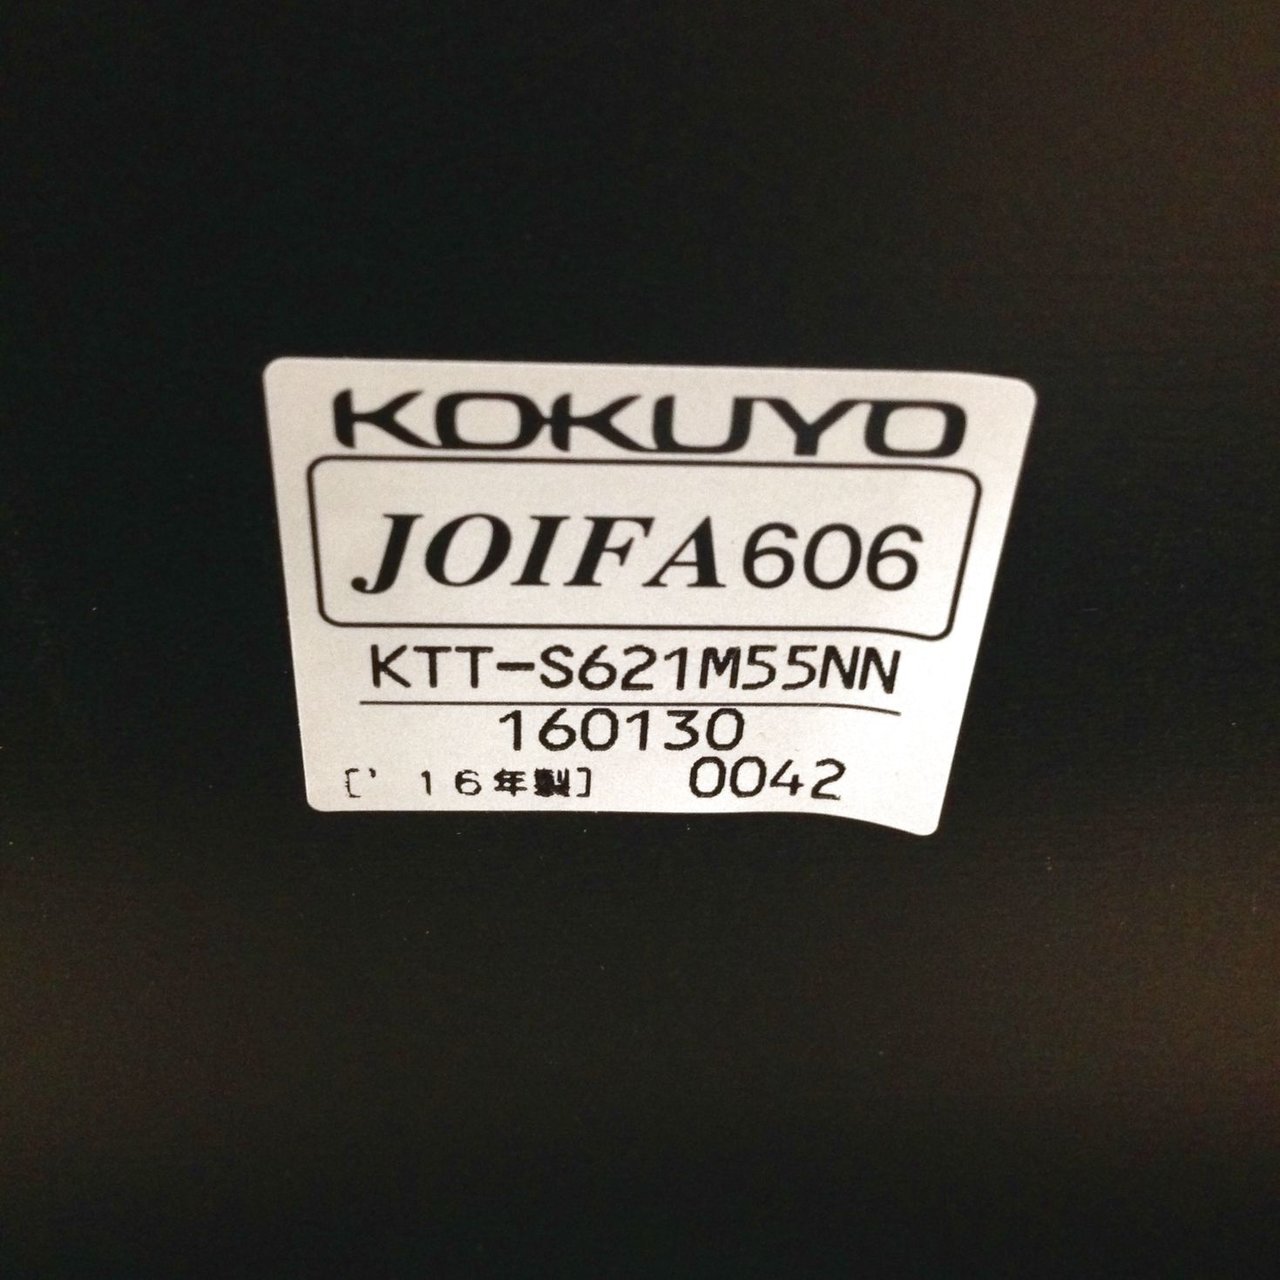 KOKUYO
JOIFA606
KTT-S621M55NN
160130
['16年製] 0042